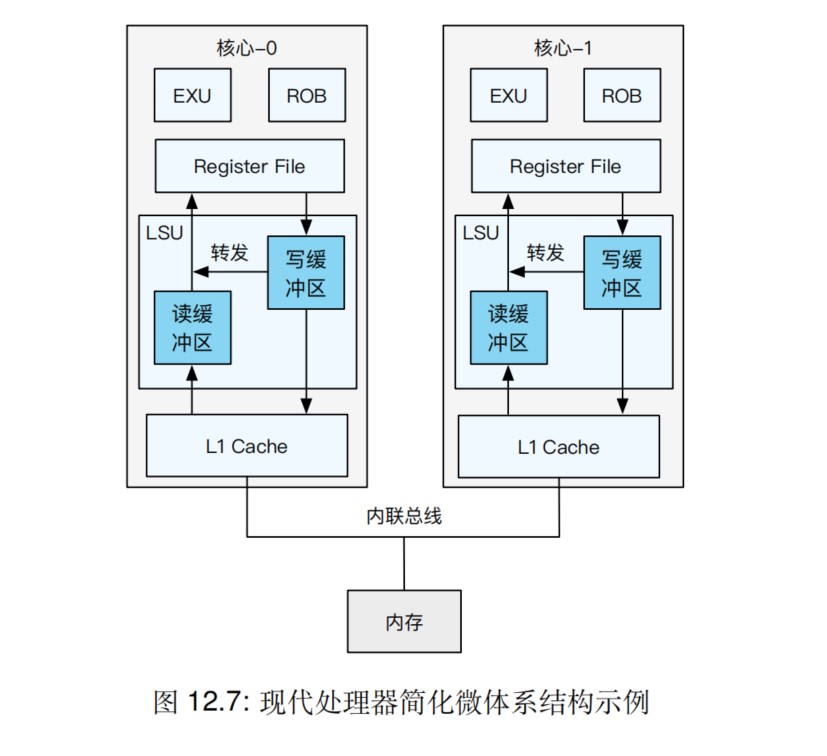 核心-0
核心-1
EXU
ROB
EXU
ROB
Register File
Register File
LSU
转发
写缓
冲区
读缓
冲区
LSU
转发
写缓
冲区
读缓
冲区
L1 Cache
L1 Cache
内联总线
内存
图 12.7: 现代处理器简化微体系结构示例